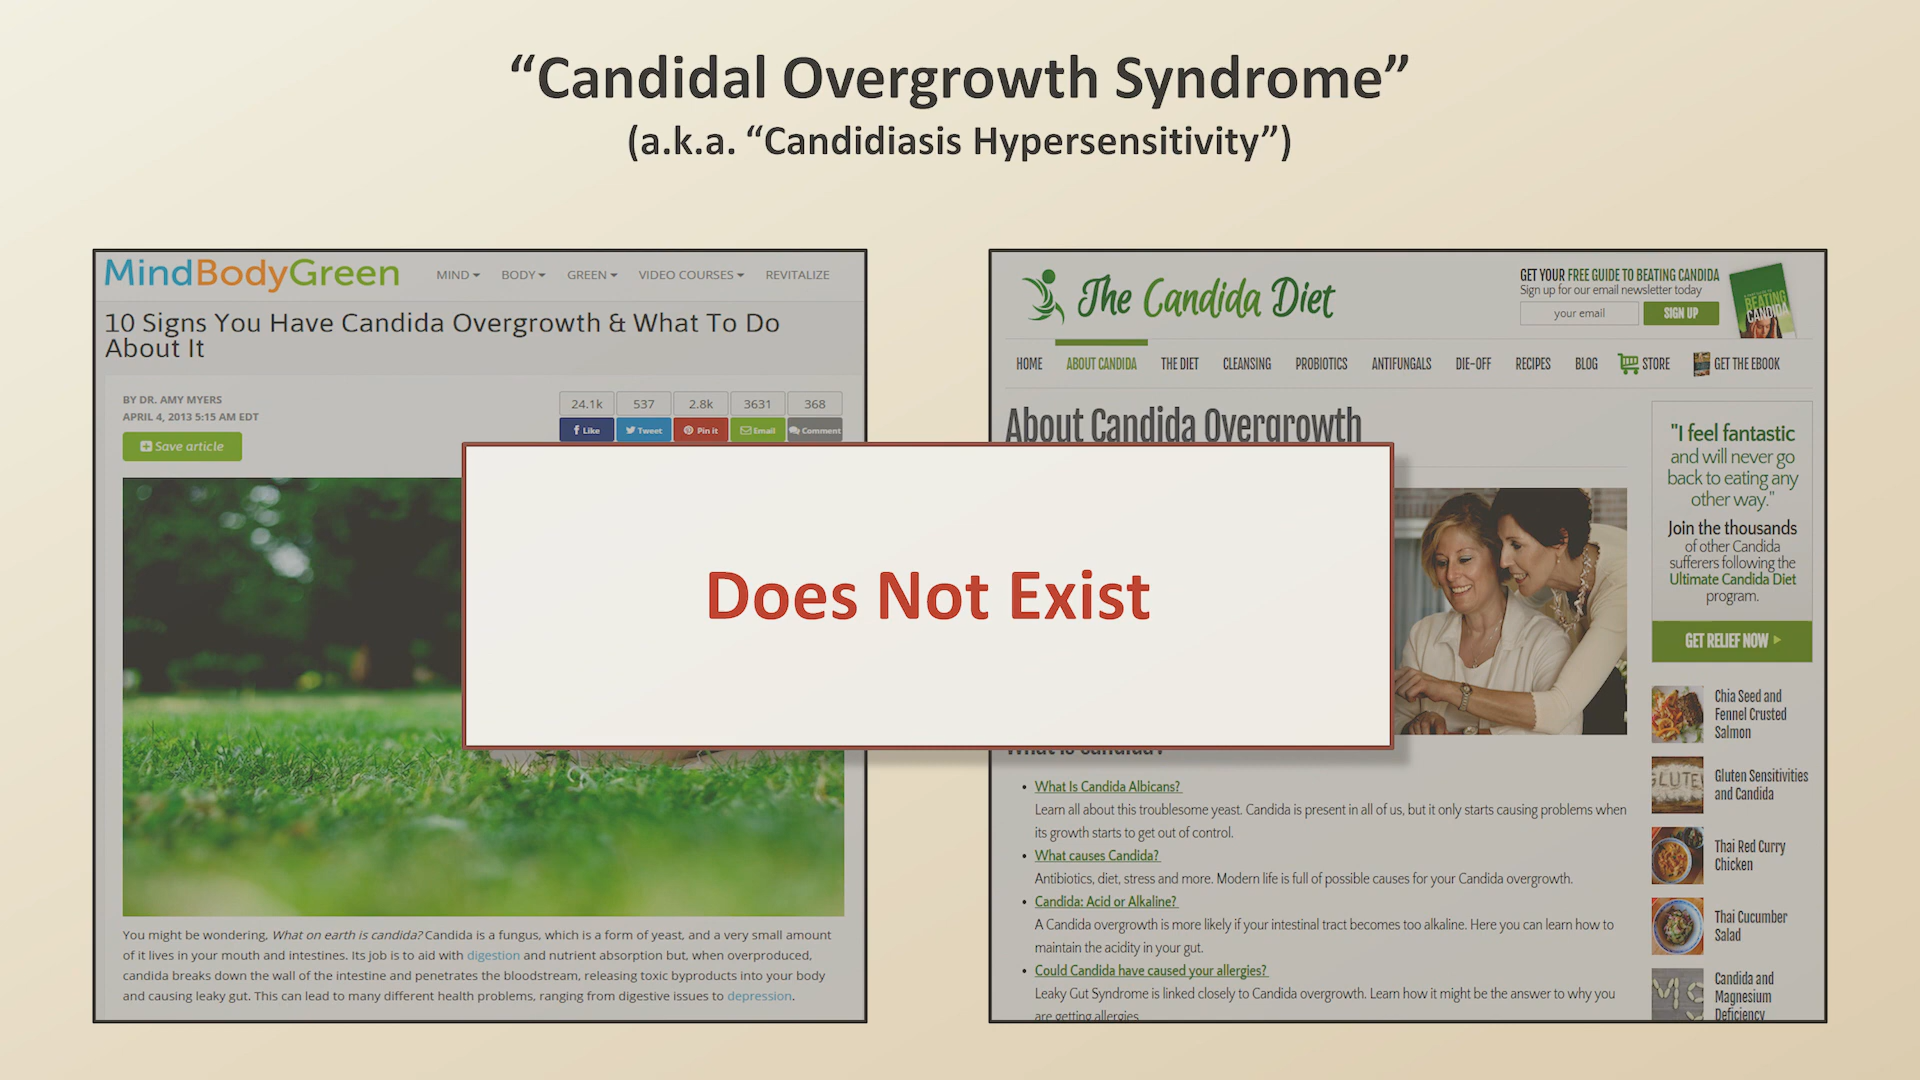 “Candidal Overgrowth Syndrome”
(a.k.a. “Candidiasis Hypersensitivity”)
MindBodyGreen
MIND BODY GREEN VIDEO COURSES REVITALIZE
10 Signs You Have Candida Overgrowth & What To Do
About It
BY DR. AMY MYERS
APRIL 4, 2013 5:15 AM EDT
Save article
24.1k 537 2.8k 3631 368
Like Tweet Pin it Email Comment
You might be wondering, What on earth is candida? Candida is a fungus, which is a form of yeast, and a very small amount
of it lives in your mouth and intestines. Its job is to aid with digestion and nutrient absorption but, when overproduced,
candida breaks down the wall of the intestine and penetrates the bloodstream, releasing toxic byproducts into your body
and causing leaky gut. This can lead to many different health problems, ranging from digestive issues to depression.
Does Not Exist
The Candida Diet
GET YOUR FREE GUIDE TO BEATING CANDIDA
Sign up for our email newsletter today
your email SIGN UP
BEATING
CANDIDA
HOME ABOUT CANDIDA THE DIET CLEANSING PROBIOTICS ANTIFUNGALS DIE-OFF RECIPES BLOG STORE GET THE EBOOK
About Candida Overgrowth
What is Candida?
• What Is Candida Albicans?
Learn all about this troublesome yeast. Candida is present in all of us, but it only starts causing problems when
its growth starts to get out of control.
• What causes Candida?
Antibiotics, diet, stress and more. Modern life is full of possible causes for your Candida overgrowth.
• Candida: Acid or Alkaline?
A Candida overgrowth is more likely if your intestinal tract becomes too alkaline. Here you can learn how to
maintain the acidity in your gut.
• Could Candida have caused your allergies?
Leaky Gut Syndrome is linked closely to Candida overgrowth. Learn how it might be the answer to why you
are getting allergies
"I feel fantastic
and will never go
back to eating any
other way."
Join the thousands
of other Candida
sufferers following the
Ultimate Candida Diet
program.
GET RELIEF NOW
Chia Seed and
Fennel Crusted
Salmon
GLUTE
Gluten Sensitivities
and Candida
Thai Red Curry
Chicken
Thai Cucumber
Salad
Candida and
Magnesium
Deficiency